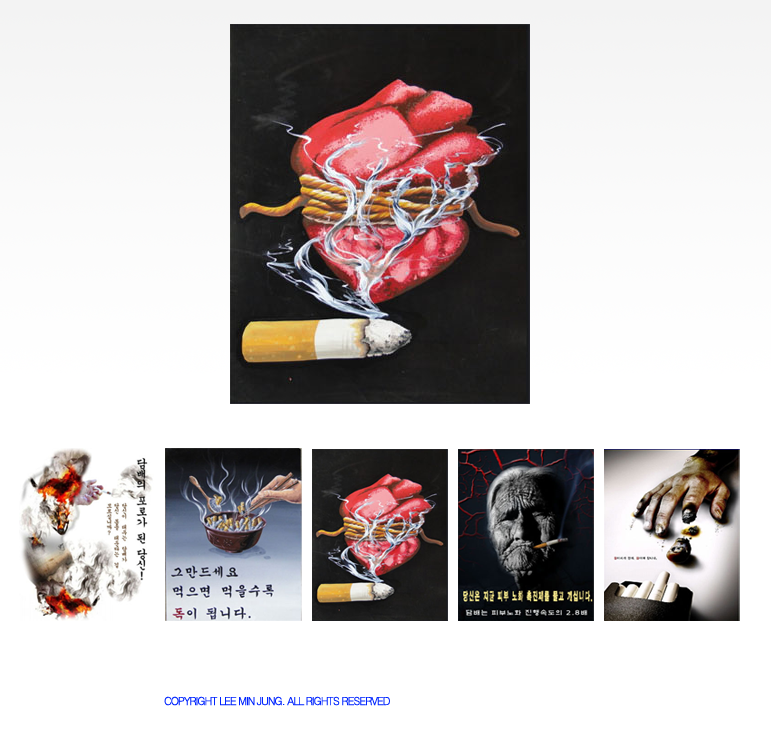 담배의 포로가 된 당신!
그만드세요
먹으면 먹을수록
독이 됩니다.
당신은 지금 피부 노화 촉진제를 물고 계십니다.
담배는 피부노화 진행속도의 2.8배
COPYRIGHT LEE MIN JUNG. ALL RIGHTS RESERVED